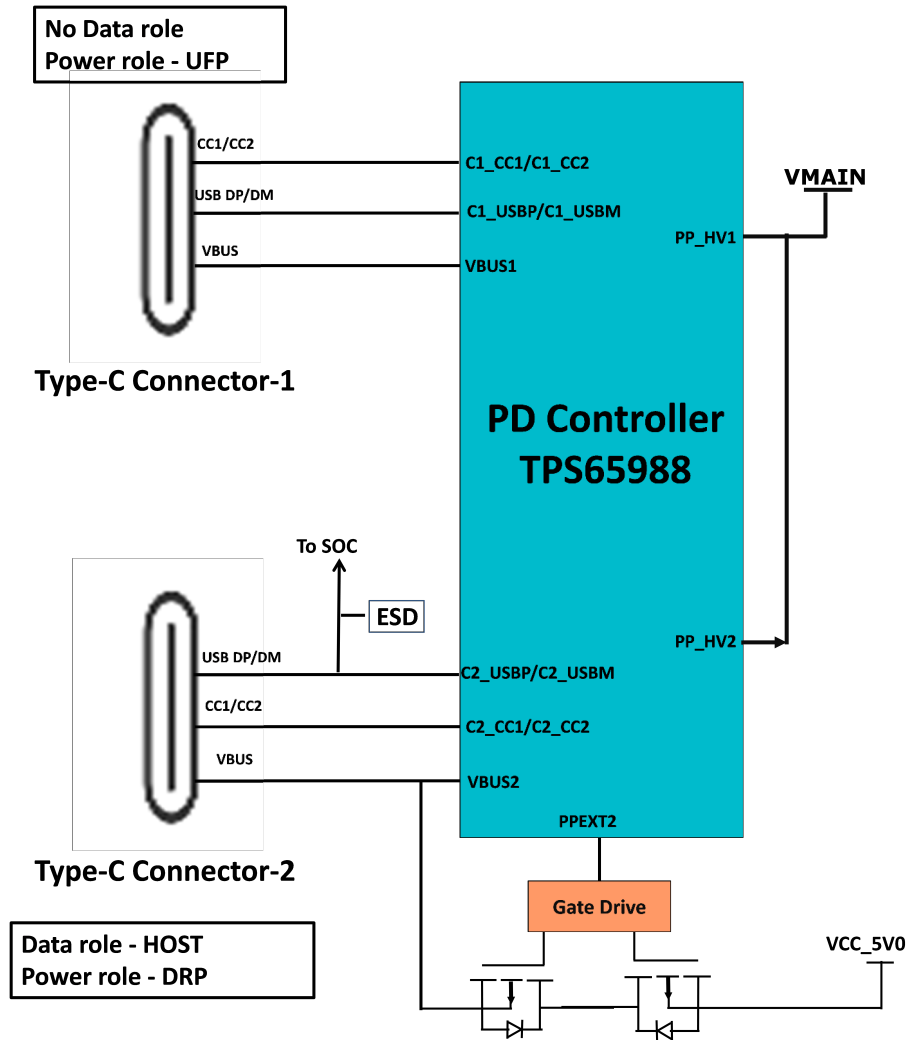 No Data role
Power role - UFP
CC1/CC2
USB DP/DM
VBUS
C1_CC1/C1_CC2
C1_USBP/C1_USBM
VBUS1
PP_HV1
VMAIN
Type-C Connector-1
PD Controller
TPS65988
To SOC
ESD
PP_HV2
USB DP/DM
CC1/CC2
VBUS
C2_USBP/C2_USBM
C2_CC1/C2_CC2
VBUS2
PPEXT2
Type-C Connector-2
Gate Drive
Data role - HOST
Power role - DRP
VCC_5V0